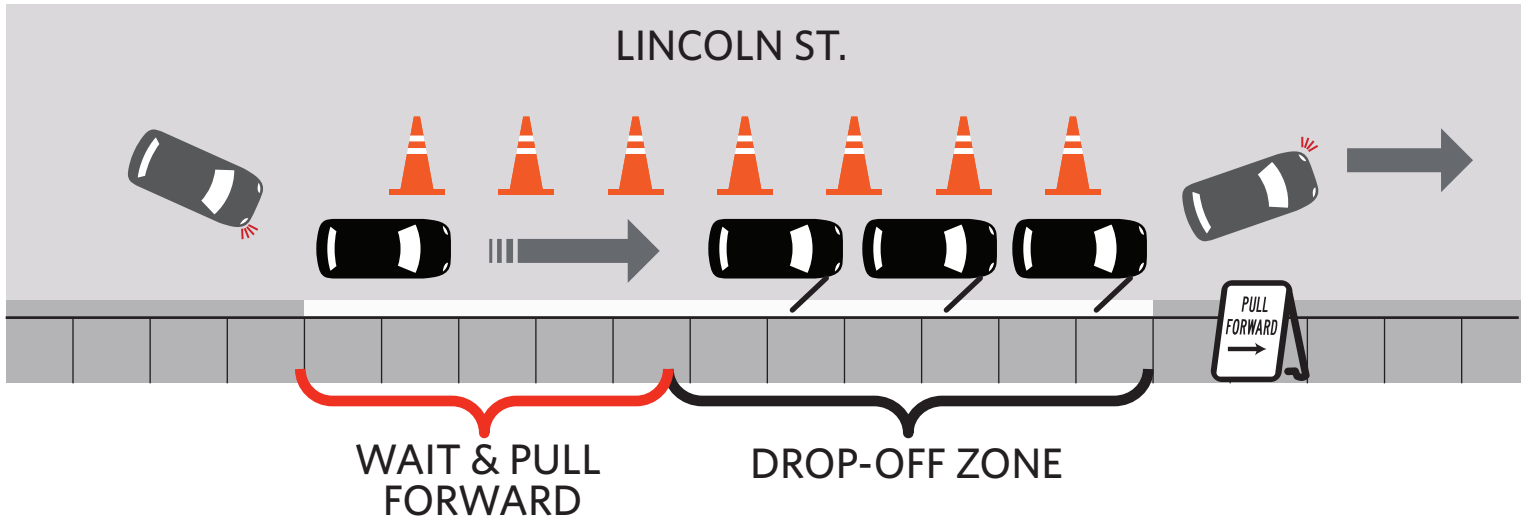 LINCOLN ST.
PULL
FORWARD
WAIT & PULL
FORWARD
DROP-OFF ZONE